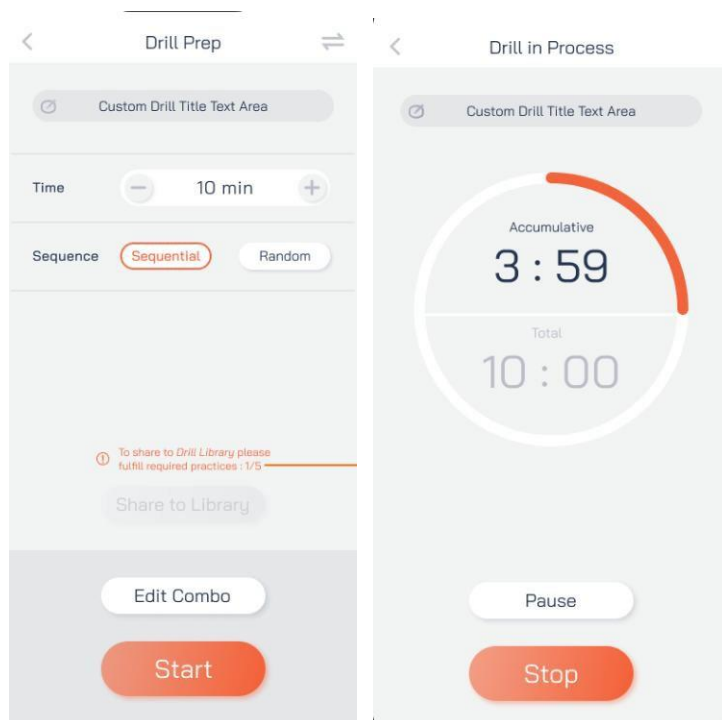 Drill Prep
Custom Drill Title Text Area
Time
10 min
Sequence
Sequential
Random
To share to Drill Library please
fulfill required practices : 1/5
Share to Library
Edit Combo
Start
Drill in Process
Custom Drill Title Text Area
Accumulative
3 : 59
Total
10 : 00
Pause
Stop